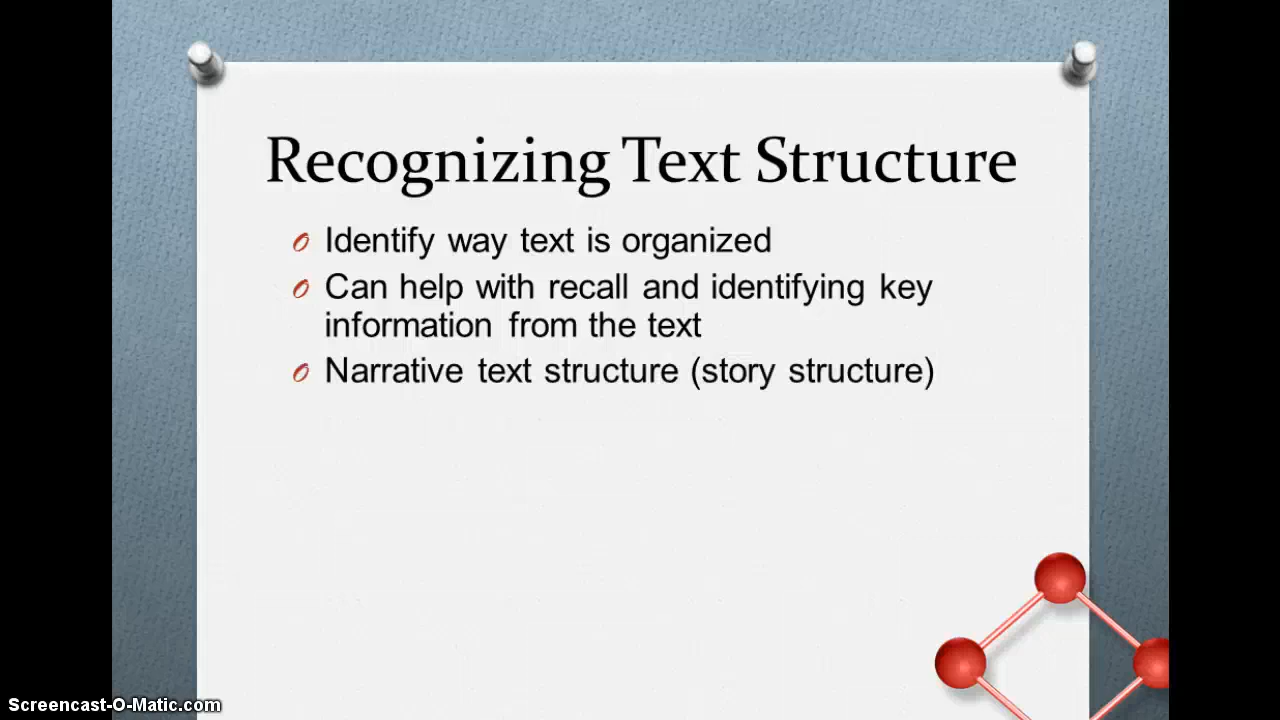 Recognizing Text Structure
Identify way text is organized
Can help with recall and identifying key
information from the text
Narrative text structure (story structure)
Screencast-O-Matic.com